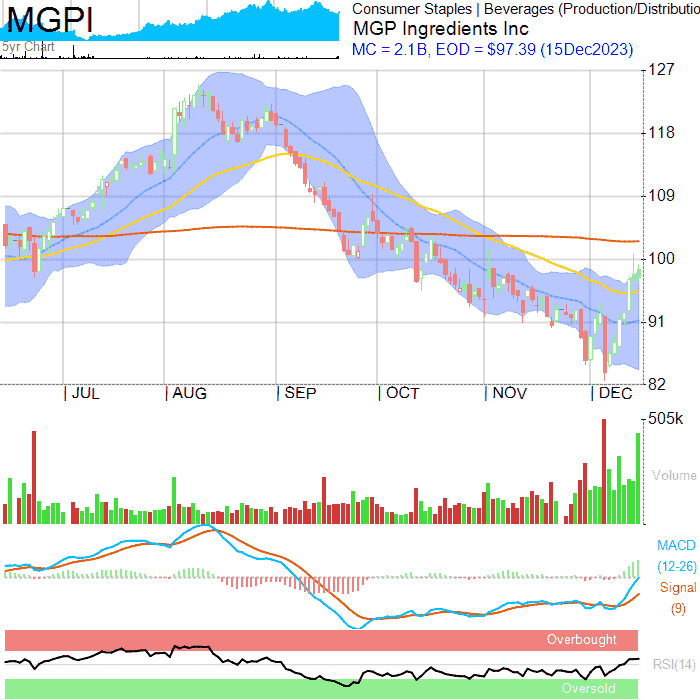 MGPI
5yr Chart
Consumer Staples | Beverages (Production/Distributio
MGP Ingredients Inc
MC = 2.1B, EOD = $97.39 (15Dec2023)
127
118
109
100
91
82
JUL
AUG
SEP
OCT
NOV
DEC
505k
Volume
MACD
(12-26)
Signal
(9)
Overbought
RSI(14)
Oversold